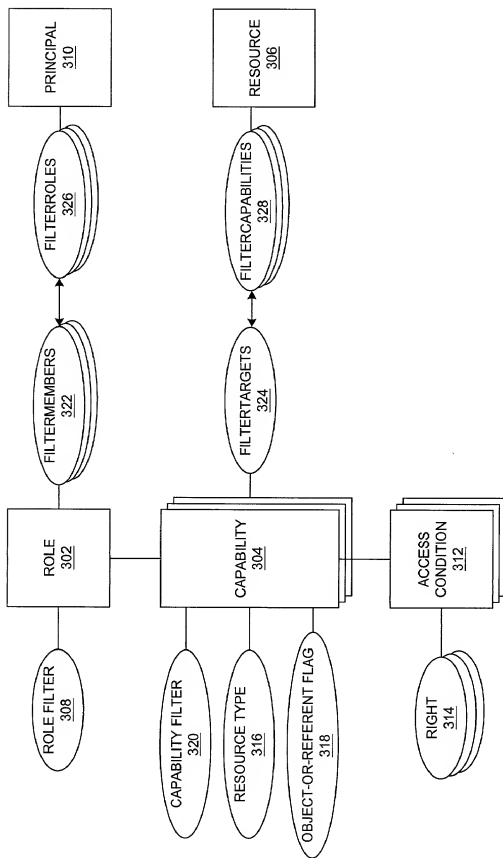 ROLE FILTER
308
ROLE
302
FILTERMEMBERS
322
FILTERROLES
326
PRINCIPAL
310
CAPABILITY FILTER
320
RESOURCE TYPE
316
OBJECT-OR-REFERENT FLAG
318
CAPABILITY
304
FILTERTARGETS
324
FILTERCAPABILITIES
328
RESOURCE
306
RIGHT
314
ACCESS
CONDITION
312